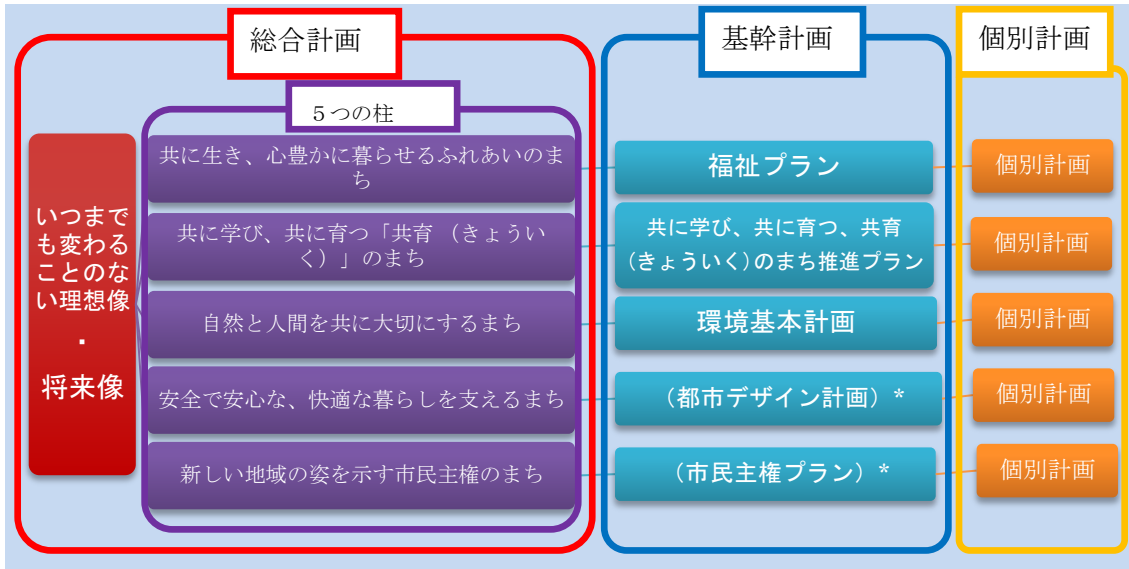 総合計画
基幹計画
個別計画
５つの柱
いつまで
も変わる
ことのな
い理想像
・
将来像
共に生き、心豊かに暮らせるふれあいのま
ち
福祉プラン
個別計画
共に学び、共に育つ「共育 （きょうい
く）」のまち
共に学び、共に育つ、共育
(きょういく)のまち推進プラン
個別計画
自然と人間を共に大切にするまち
環境基本計画
個別計画
安全で安心な、快適な暮らしを支えるまち
（都市デザイン計画）*
個別計画
新しい地域の姿を示す市民主権のまち
（市民主権プラン）*
個別計画